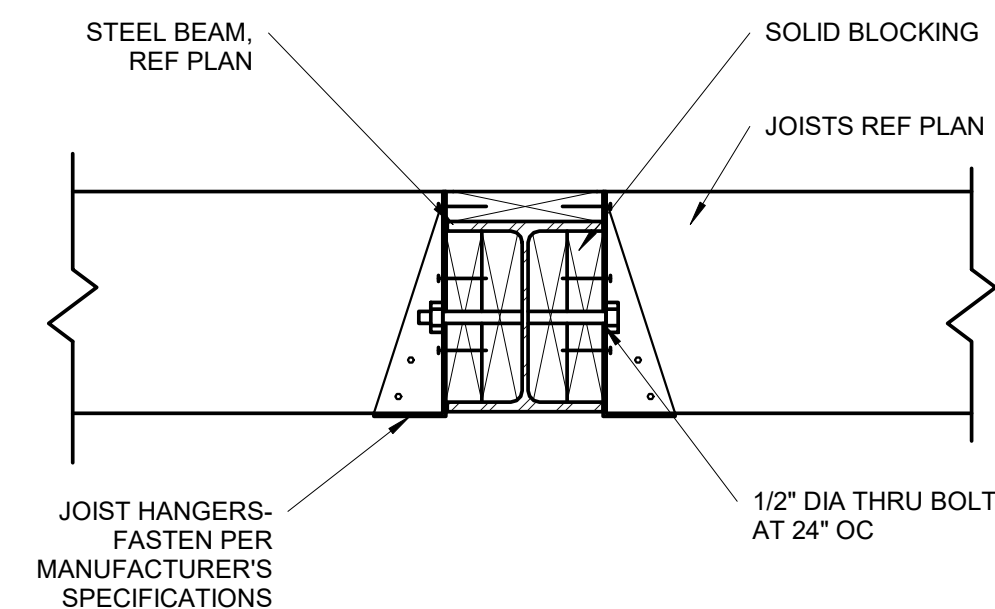 STEEL BEAM,
REF PLAN
SOLID BLOCKING
JOISTS REF PLAN
JOIST HANGERS-
FASTEN PER
MANUFACTURER'S
SPECIFICATIONS
1/2" DIA THRU BOLT
AT 24" OC